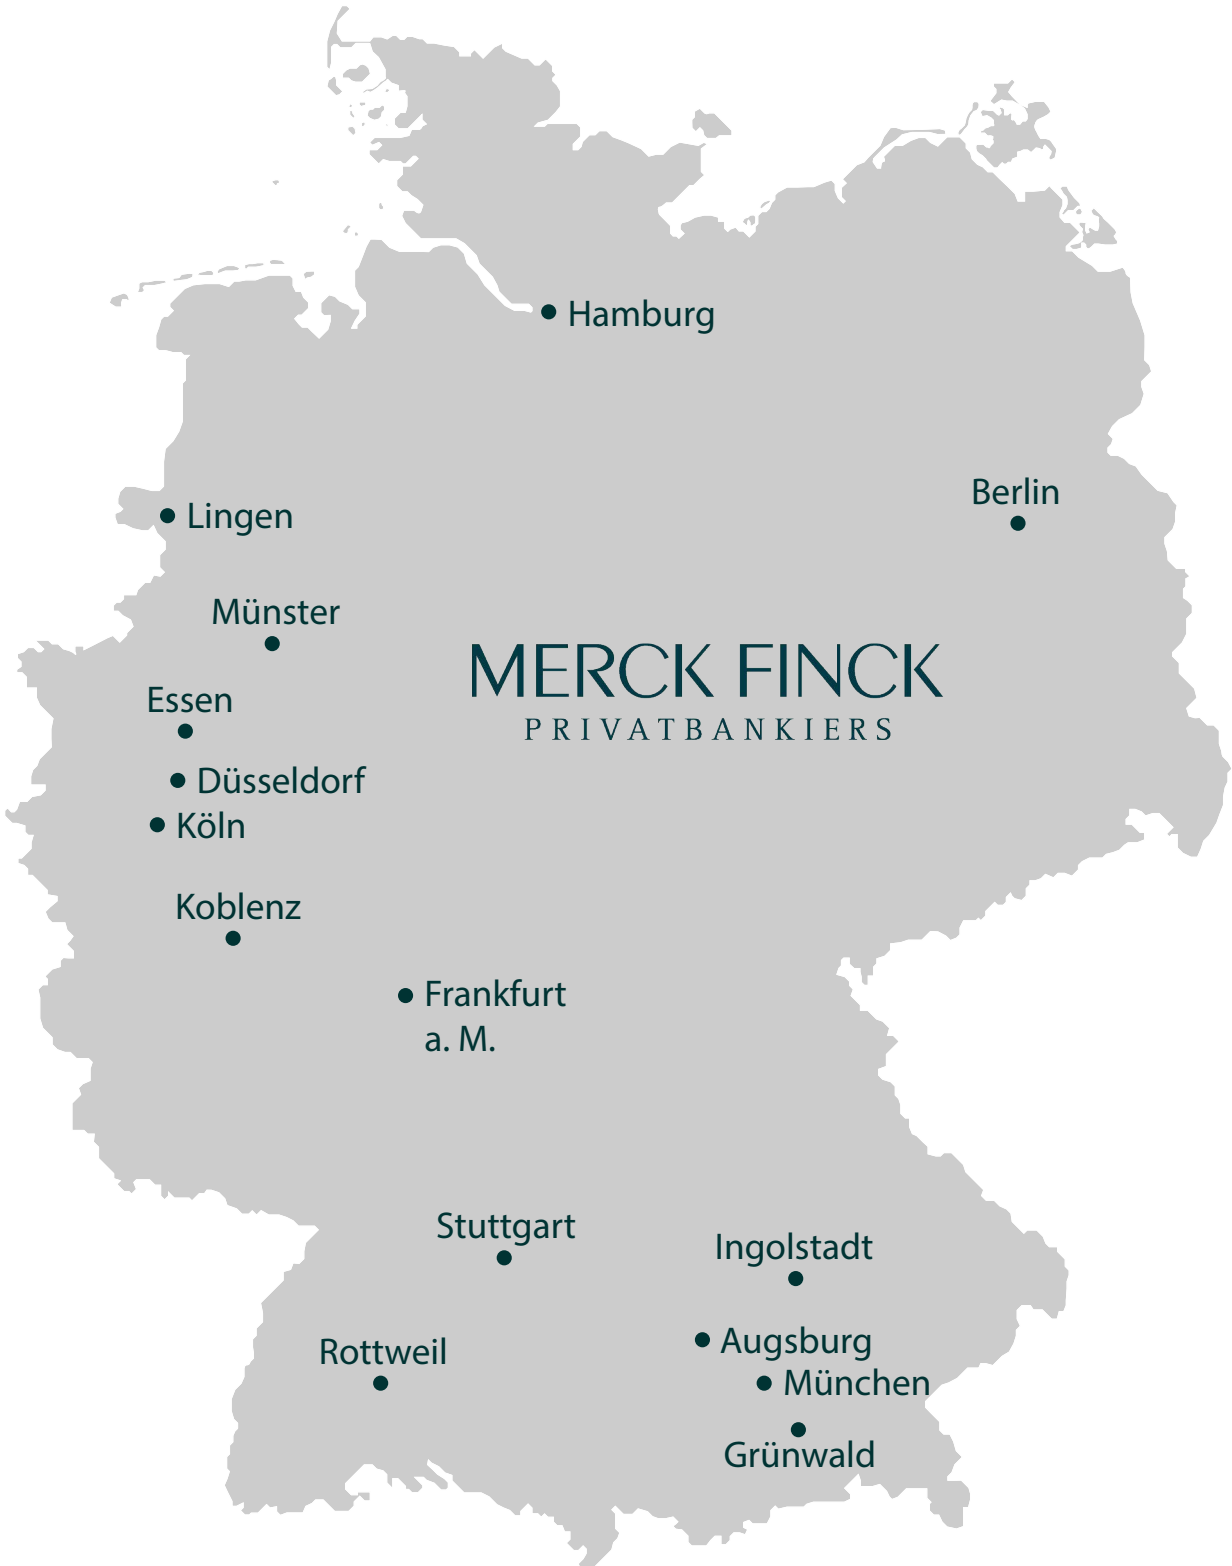 Hamburg
Berlin
Lingen
Münster
MERCK FINCK
PRIVATBANKIERS
Essen
Düsseldorf
Köln
Koblenz
Frankfurt
a. M.
Stuttgart
Ingolstadt
Augsburg
Rottweil
München
Grünwald